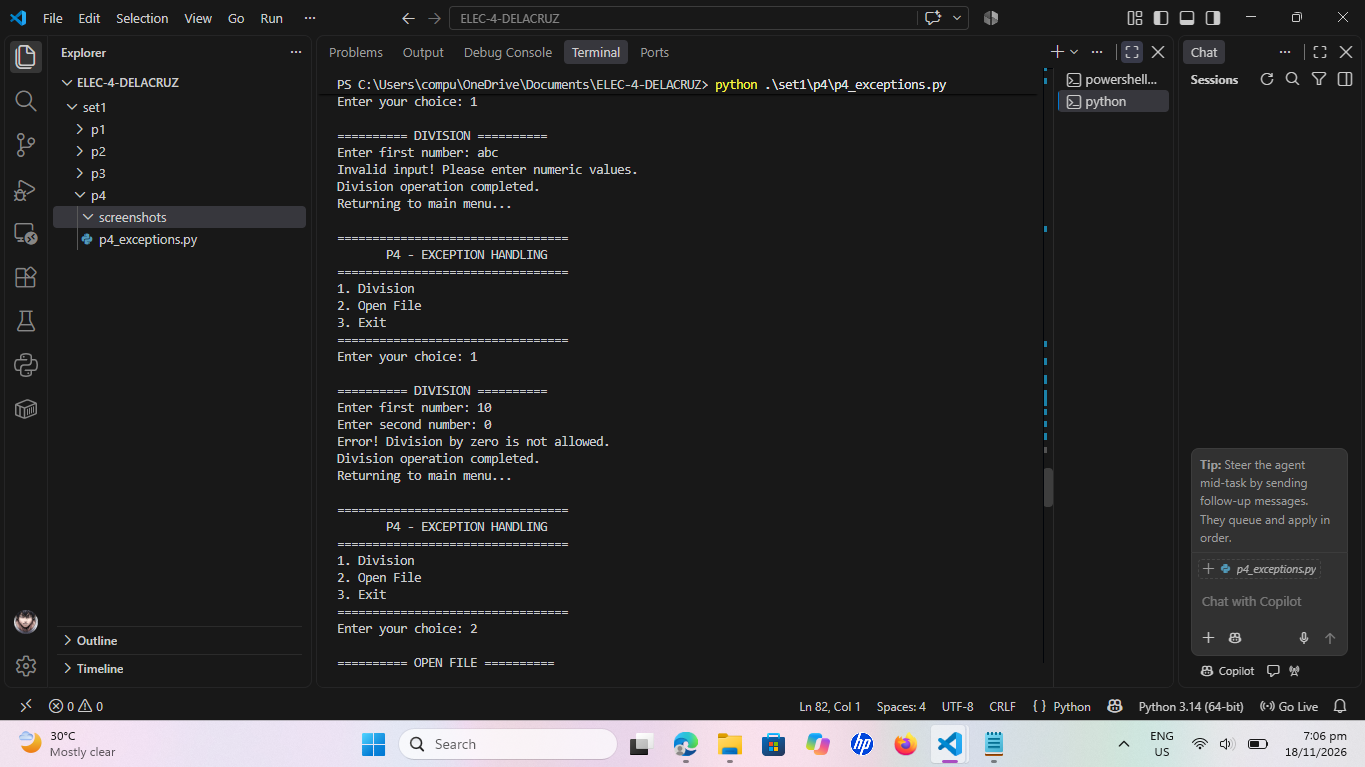 File Edit Selection View Go Run ··· ELEC-4-DELACRUZ
Explorer ···
ELEC-4-DELACRUZ
set1
p1
p2
p3
p4
screenshots
p4_exceptions.py
Outline
Timeline
Problems Output Debug Console Terminal Ports
PS C:\Users\compu\OneDrive\Documents\ELEC-4-DELACRUZ> python .\set1\p4\p4_exceptions.py
Enter your choice: 1
========== DIVISION ==========
Enter first number: abc
Invalid input! Please enter numeric values.
Division operation completed.
Returning to main menu...
=================================
P4 - EXCEPTION HANDLING
=================================
1. Division
2. Open File
3. Exit
=================================
Enter your choice: 1
========== DIVISION ==========
Enter first number: 10
Enter second number: 0
Error! Division by zero is not allowed.
Division operation completed.
Returning to main menu...
=================================
P4 - EXCEPTION HANDLING
=================================
1. Division
2. Open File
3. Exit
=================================
Enter your choice: 2
========== OPEN FILE ==========
powershell...
python
Chat
Sessions
Tip: Steer the agent
mid-task by sending
follow-up messages.
They queue and apply in
order.
p4_exceptions.py
Chat with Copilot
Copilot
0 0 Ln 82, Col 1 Spaces: 4 UTF-8 CRLF { } Python Python 3.14 (64-bit) Go Live
30°C
Mostly clear
Search
ENG
US
7:06 pm
18/11/2026